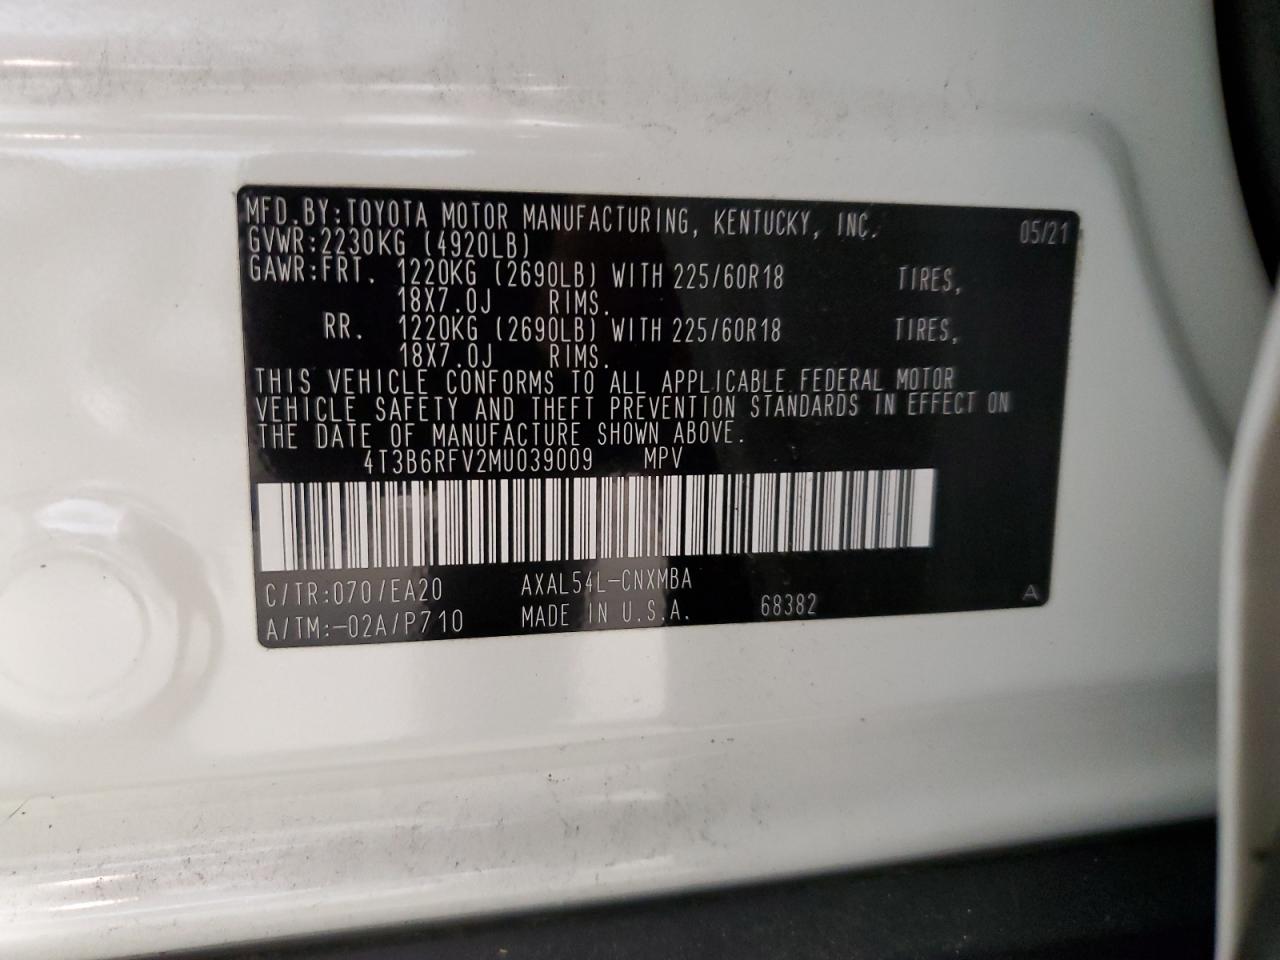 MFD.BY:TOYOTA MOTOR MANUFACTURING, KENTUCKY, INC. 05/21
GVWR:2230KG (4920LB)
GAWR:FRT. 1220KG (2690LB) WITH 225/60R18 TIRES,
18X7.0J RIMS.
RR. 1220KG (2690LB) WITH 225/60R18 TIRES,
18X7.0J RIMS.
THIS VEHICLE CONFORMS TO ALL APPLICABLE FEDERAL MOTOR
VEHICLE SAFETY AND THEFT PREVENTION STANDARDS IN EFFECT ON
THE DATE OF MANUFACTURE SHOWN ABOVE.
4T3B6RFV2MU039009 MPV
C/TR:070/EA20 AXAL54L-CNXMBA
A/TM:-02A/P710 MADE IN U.S.A. 68382 A